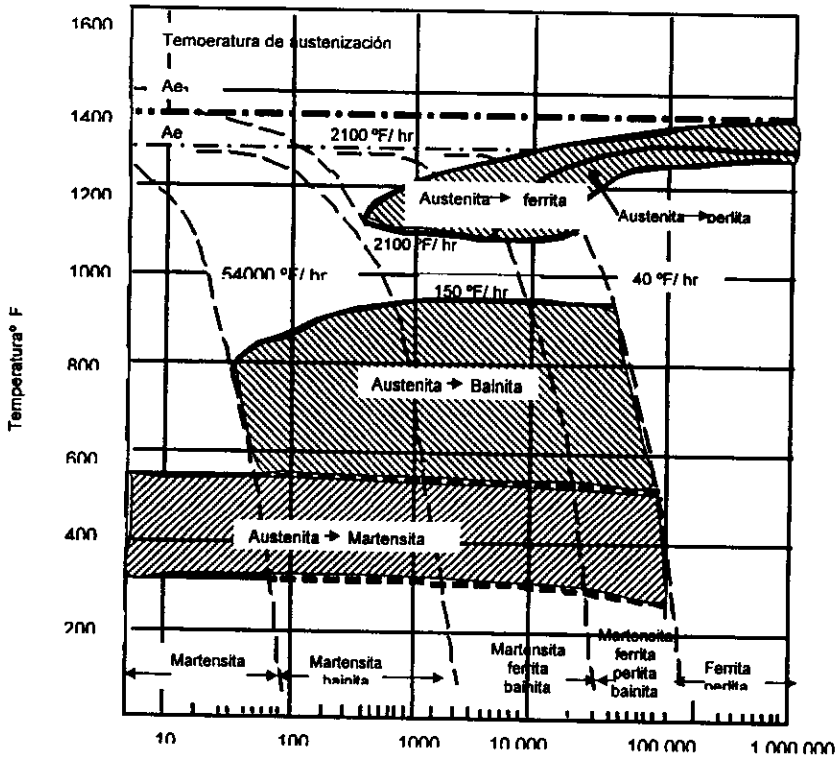 1600
Temperatura de austenización
Ae₃
1400
2100 ºF/ hr
Ae
1200
Austenita → ferrita
Austenita → perlita
2100 ºF/ hr
1000
54000 ºF/ hr
150 ºF/ hr
40 ºF/ hr
Temperaturaº F
800
Austenita → Bainita
600
400
Austenita → Martensita
200
Martensita
Martensita
bainita
Martensita
ferrita
bainita
Martensita
ferrita
perlita
bainita
Ferrita
perlita
10
100
1000
10 000
100 000
1 000 000